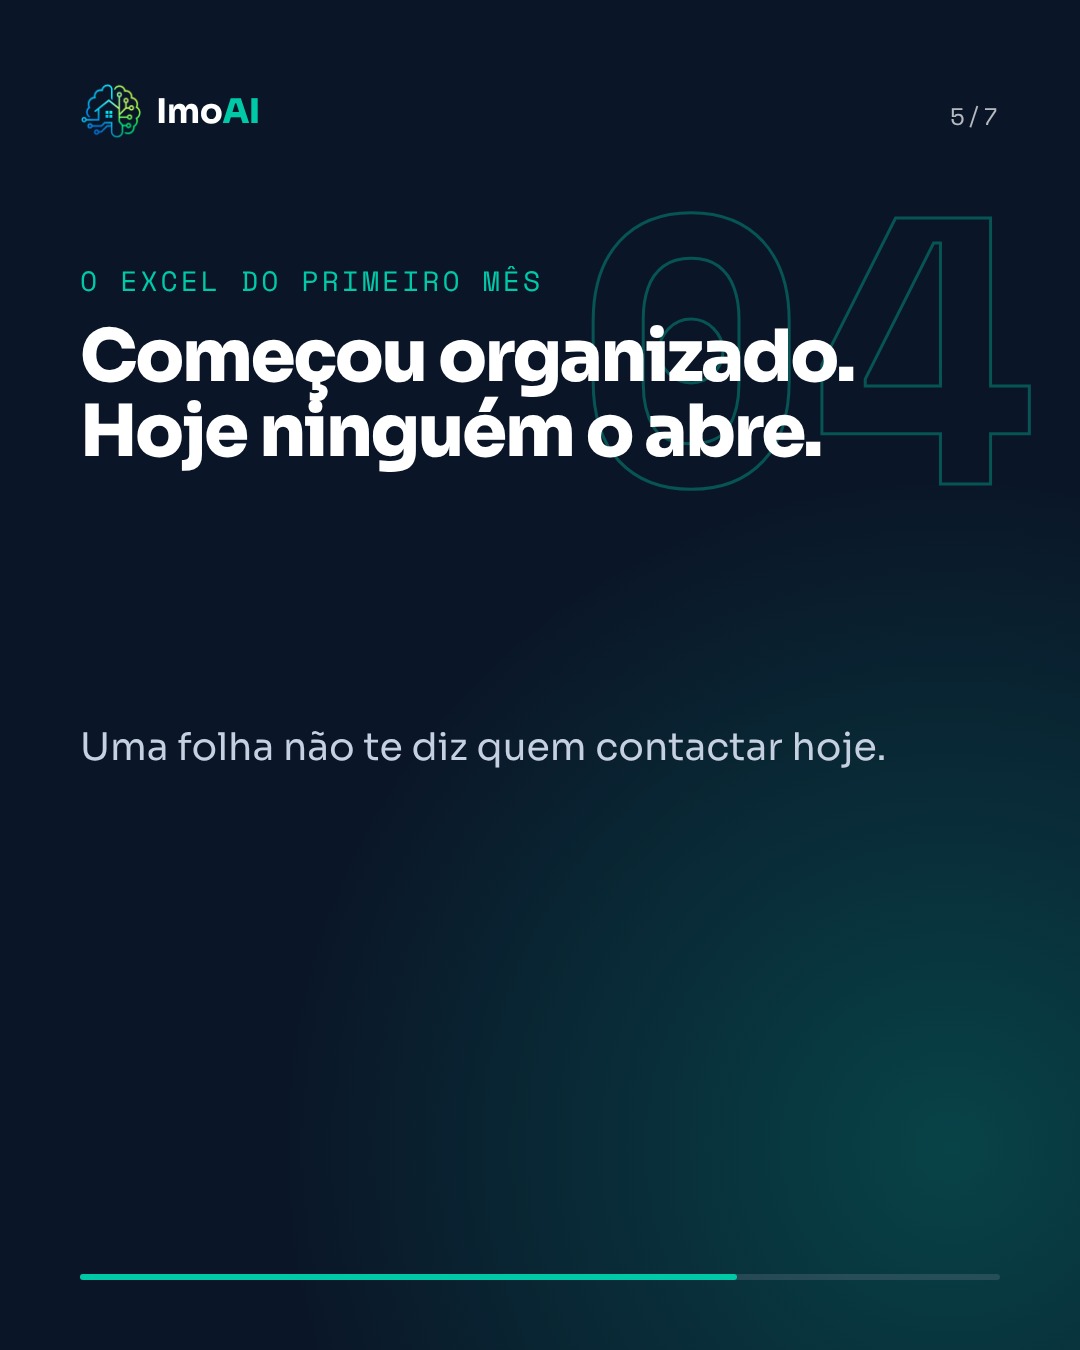 ImoAI
5/7
04
O EXCEL DO PRIMEIRO MÊS
Começou organizado.
Hoje ninguém o abre.
Uma folha não te diz quem contactar hoje.